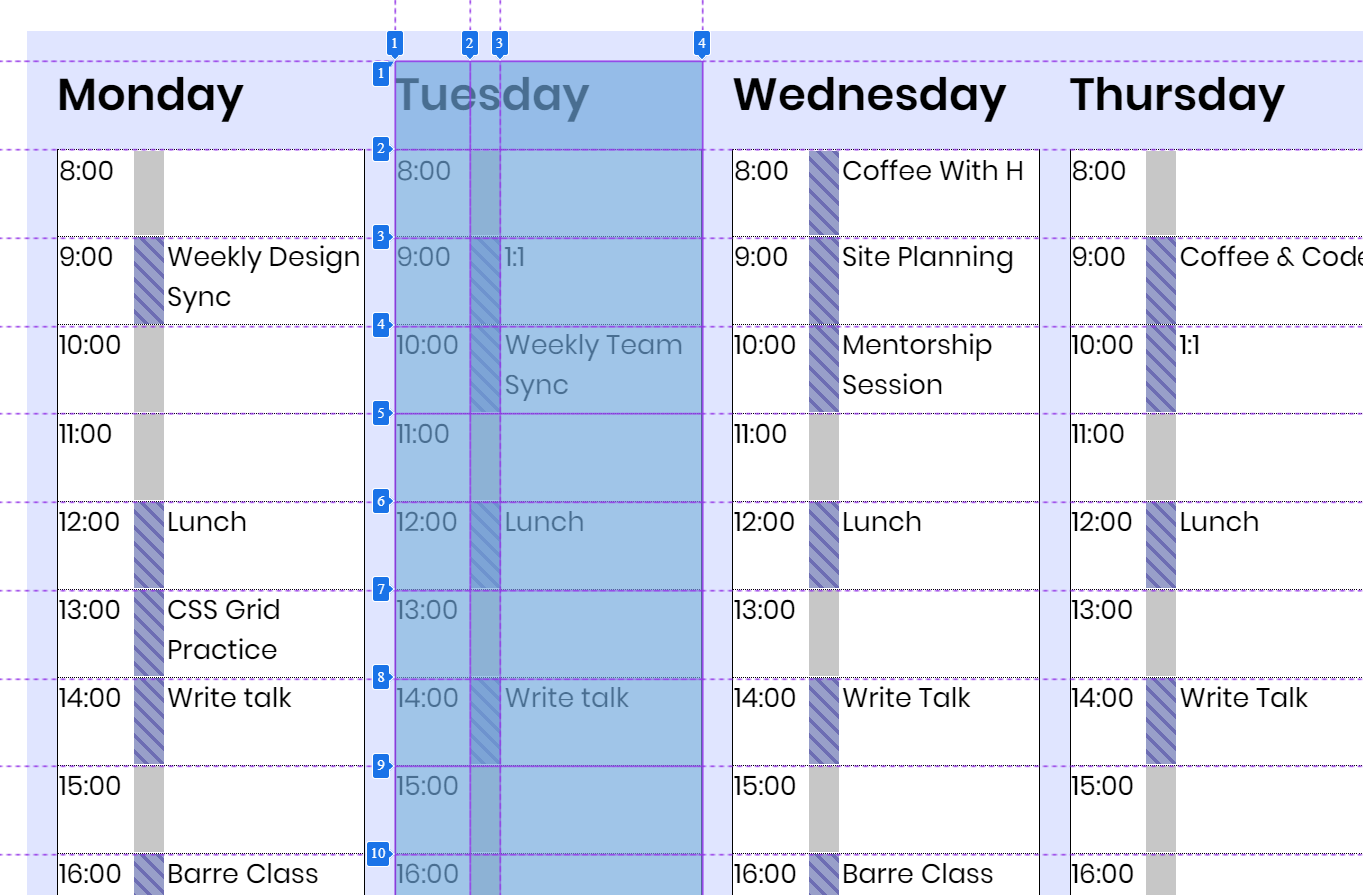 1 2 3 4
1
Monday Tuesday Wednesday Thursday
2
8:00 8:00 8:00 Coffee With H 8:00
3
9:00 Weekly Design 9:00 1:1 9:00 Site Planning 9:00 Coffee & Code
Sync
4
10:00 10:00 Weekly Team 10:00 Mentorship 10:00 1:1
Sync Session
5
11:00 11:00 11:00 11:00
6
12:00 Lunch 12:00 Lunch 12:00 Lunch 12:00 Lunch
7
13:00 CSS Grid 13:00 13:00 13:00
Practice
8
14:00 Write talk 14:00 Write talk 14:00 Write Talk 14:00 Write Talk
9
15:00 15:00 15:00 15:00
10
16:00 Barre Class 16:00 16:00 Barre Class 16:00